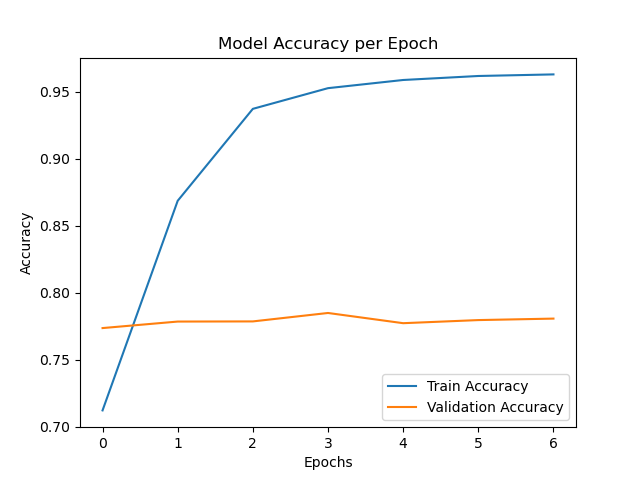 Model Accuracy per Epoch
0.95
0.90
0.85
0.80
0.75
0.70
Accuracy
0 1 2 3 4 5 6
Epochs
Train Accuracy
Validation Accuracy